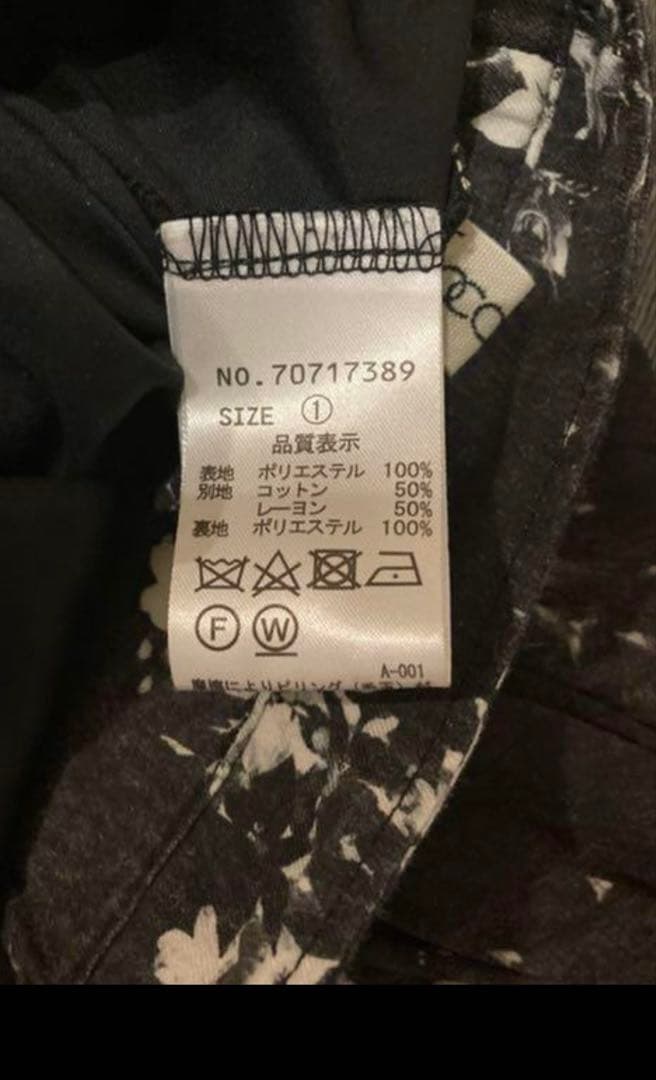 NO.70717389
SIZE ①
品質表示
表地 ポリエステル 100%
別地 コットン 50%
レーヨン 50%
裏地 ポリエステル 100%
F W
A-001